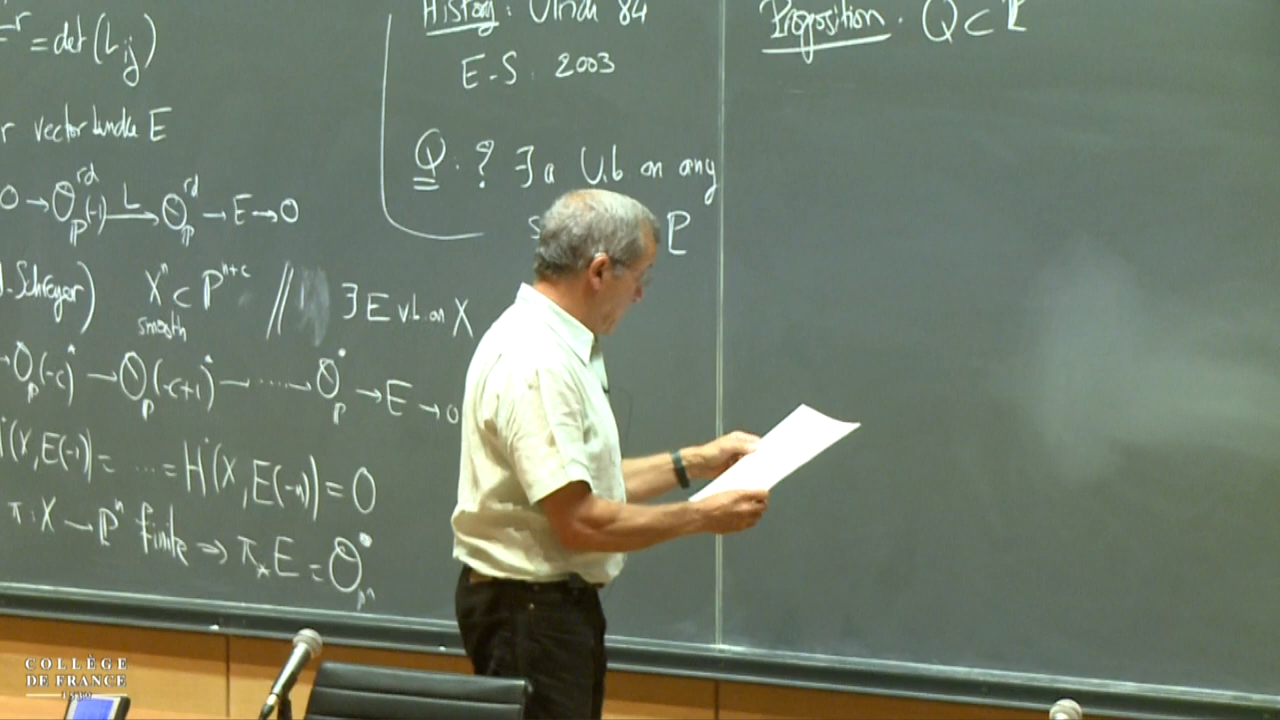 = det(L_ij)
r vector bundle E
0 → O_P^rd(-1) —L→ O_P^rd → E → 0
d-Schreyer) X^n ⊂ P^n+c // ∃ E v.b. on X
smooth
→ O_P(-c)^• → O_P(-c+1)^• → ⋯ → O_P^• → E → 0
H^•(X,E(-1)) = ⋯ = H^•(X,E(-n)) = 0
π: X → P^n finite ⇒ π_*E = O_P^n^•
History: Ulrich 84
E-S. 2003
Q. ? ∃ a U.b on any
P
Proposition. Q ⊂ P
COLLÈGE
DE FRANCE
1530